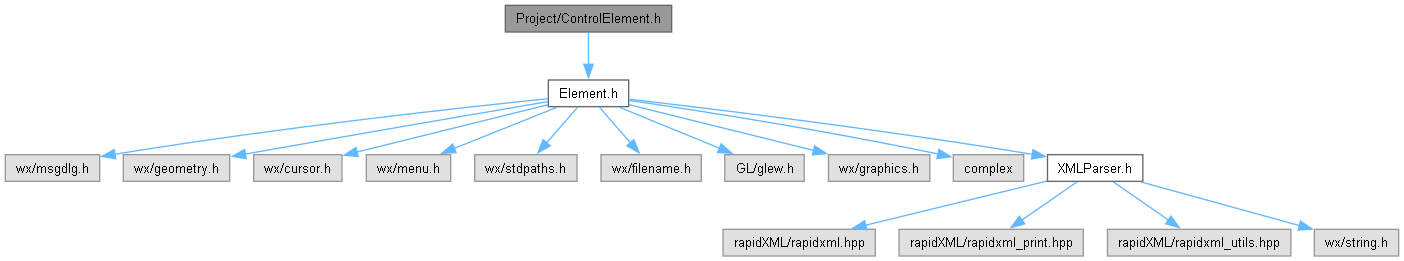 Project/ControlElement.h
Element.h
wx/msgdlg.h
wx/geometry.h
wx/cursor.h
wx/menu.h
wx/stdpaths.h
wx/filename.h
GL/glew.h
wx/graphics.h
complex
XMLParser.h
rapidXML/rapidxml.hpp
rapidXML/rapidxml_print.hpp
rapidXML/rapidxml_utils.hpp
wx/string.h